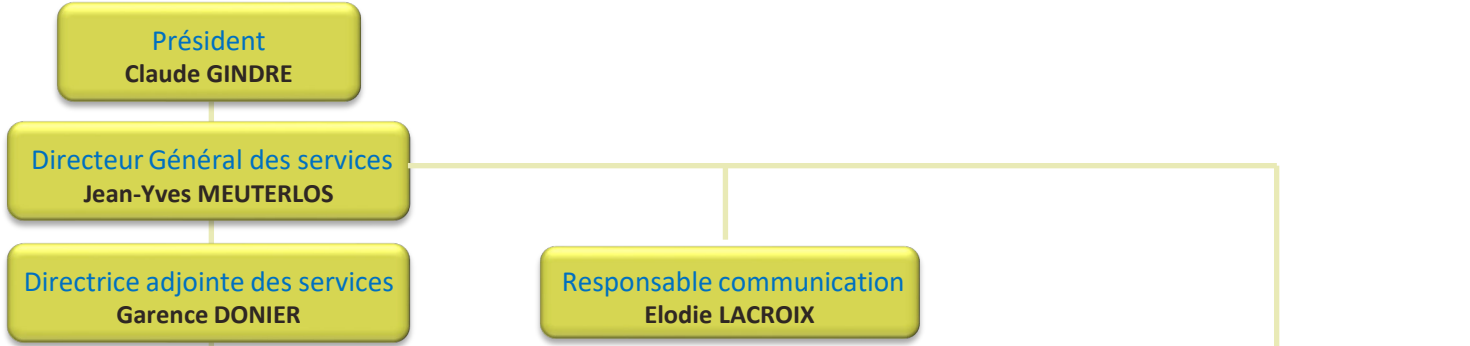 Président
Claude GINDRE
Directeur Général des services
Jean-Yves MEUTERLOS
Directrice adjointe des services
Garence DONIER
Responsable communication
Elodie LACROIX